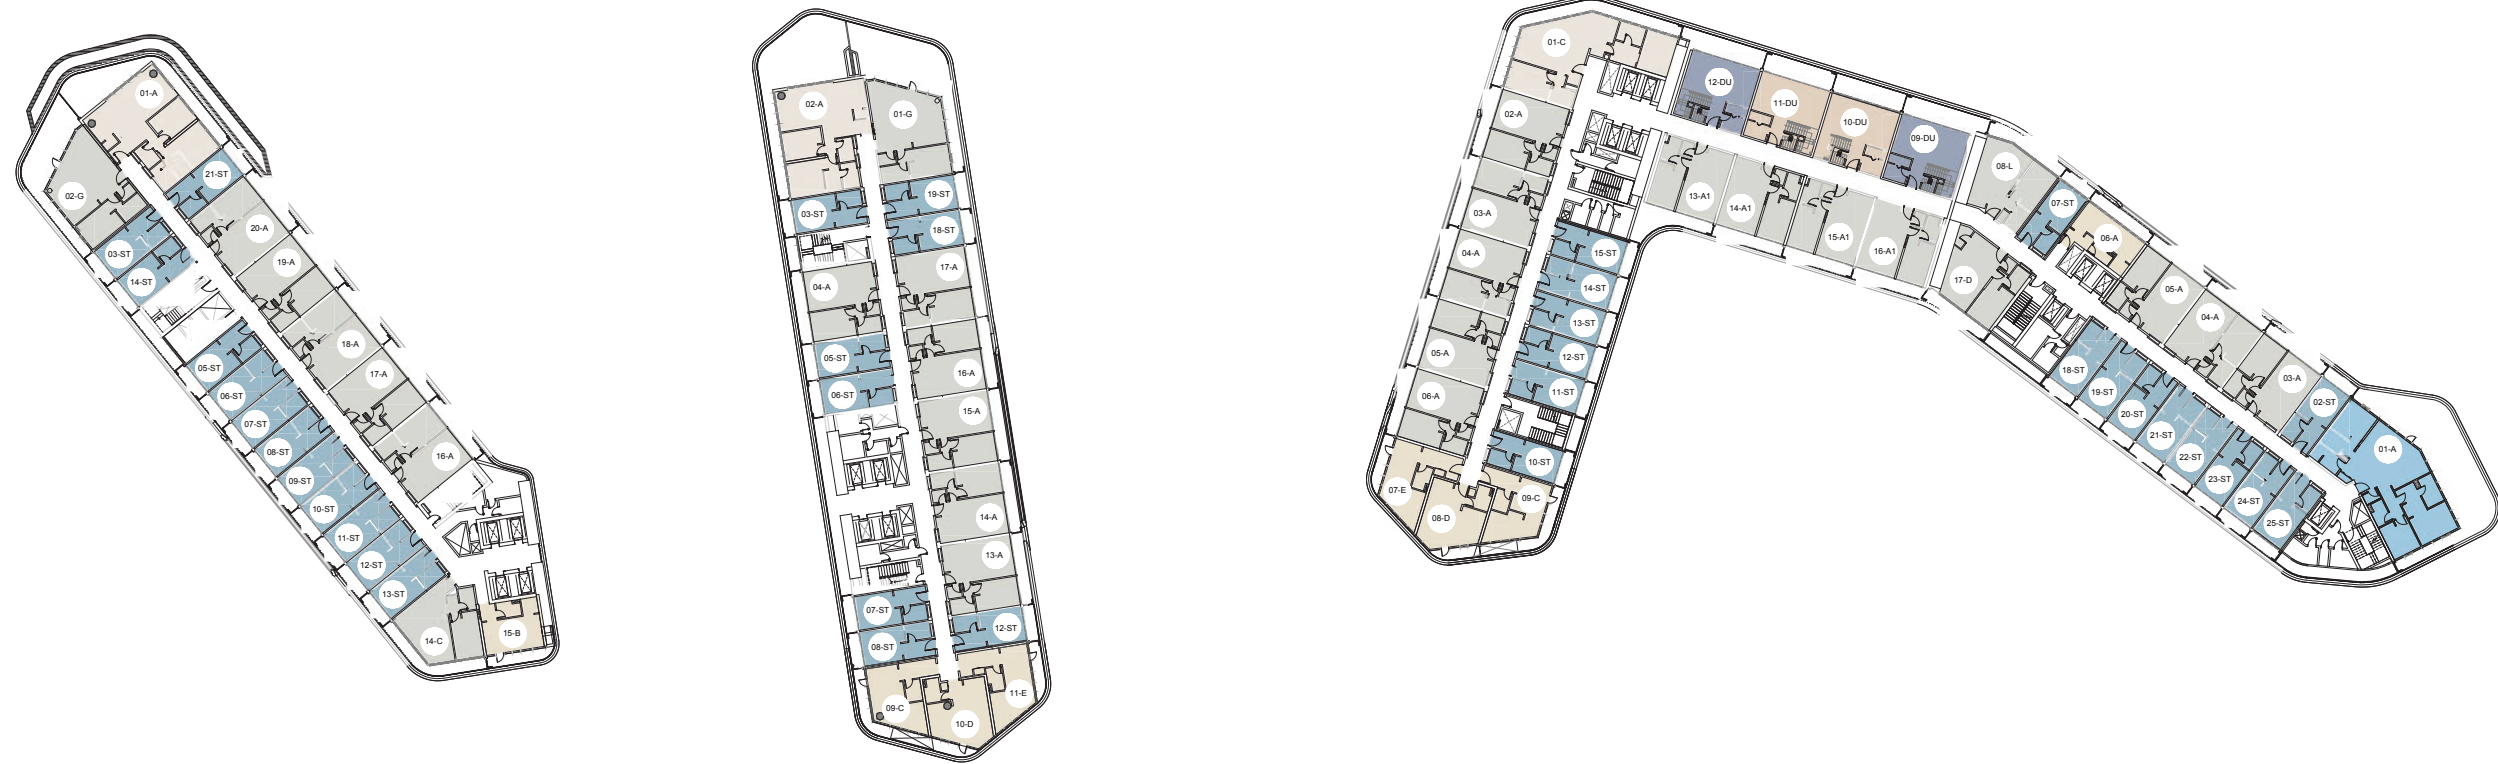 01-A
02-G
21-ST
03-ST
14-ST
20-A
19-A
18-A
17-A
05-ST
06-ST
07-ST
08-ST
09-ST
10-ST
11-ST
12-ST
13-ST
16-A
14-C
15-B
02-A
01-G
03-ST
19-ST
18-ST
04-A
17-A
05-ST
06-ST
16-A
15-A
14-A
13-A
07-ST
08-ST
12-ST
09-C
10-D
11-E
01-C
02-A
03-A
04-A
05-A
06-A
07-E
08-D
09-C
10-ST
11-ST
12-ST
13-ST
14-ST
15-ST
12-DU
11-DU
10-DU
09-DU
13-A1
14-A1
15-A1
16-A1
08-L
07-ST
06-A
17-D
05-A
04-A
03-A
02-ST
01-A
18-ST
19-ST
20-ST
21-ST
22-ST
23-ST
24-ST
25-ST